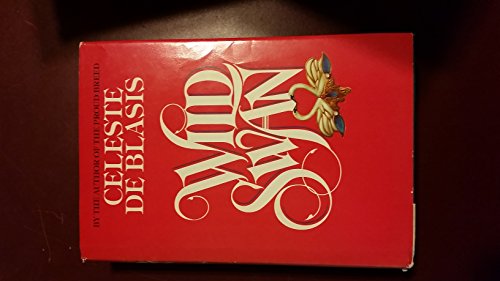 BY THE AUTHOR OF THE PROUD BREED
CELESTE
DE BLASIS
WILD
SWAN